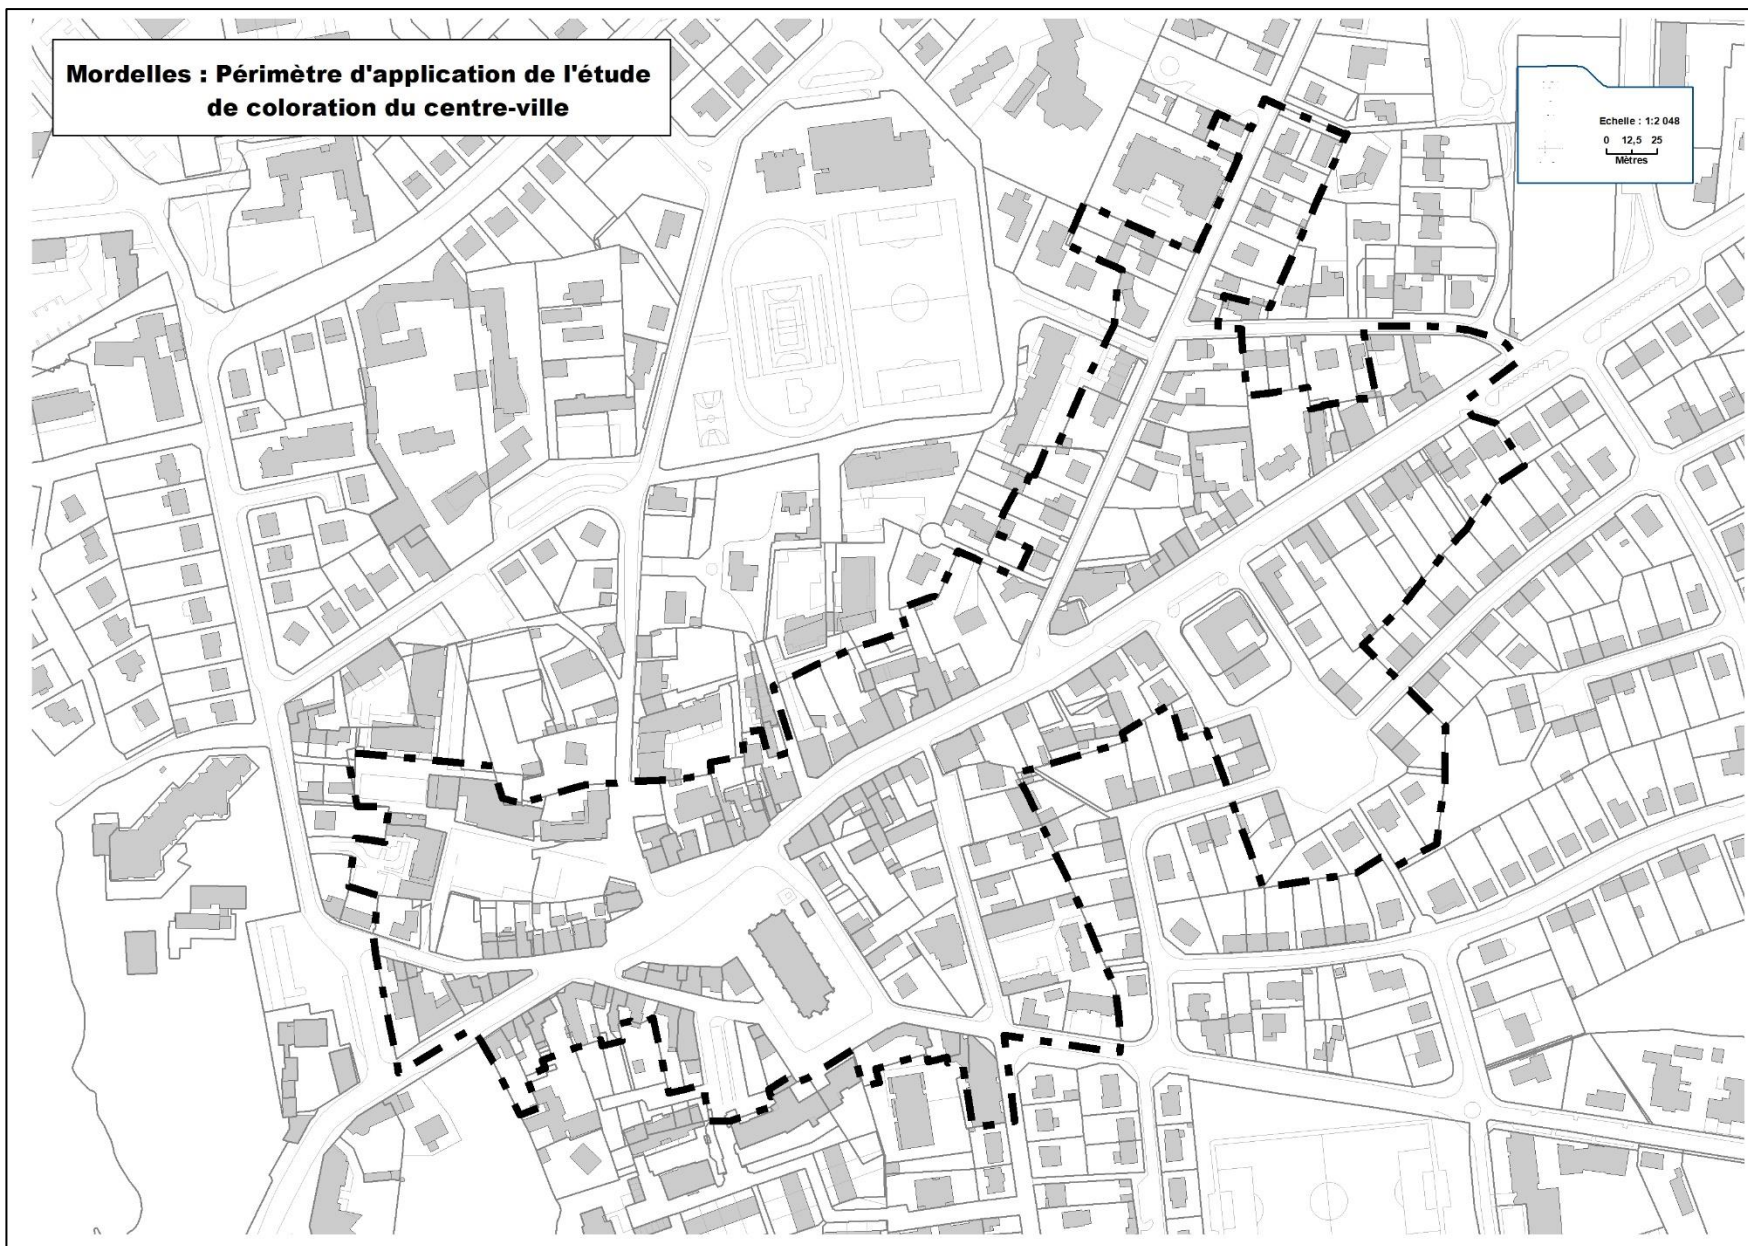 Mordelles : Périmètre d'application de l'étude
de coloration du centre-ville
Echelle : 1:2 048
0 12,5 25
Mètres